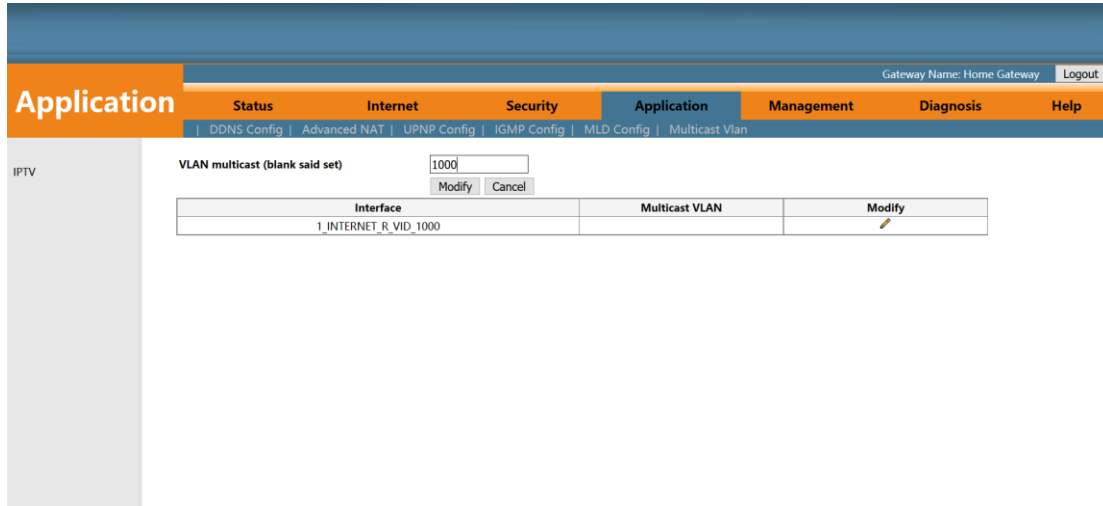 Gateway Name: Home Gateway Logout
Application
Status Internet Security Application Management Diagnosis Help
| DDNS Config | Advanced NAT | UPNP Config | IGMP Config | MLD Config | Multicast Vlan
IPTV
VLAN multicast (blank said set) 1000
Modify Cancel
Interface Multicast VLAN Modify
1_INTERNET_R_VID_1000